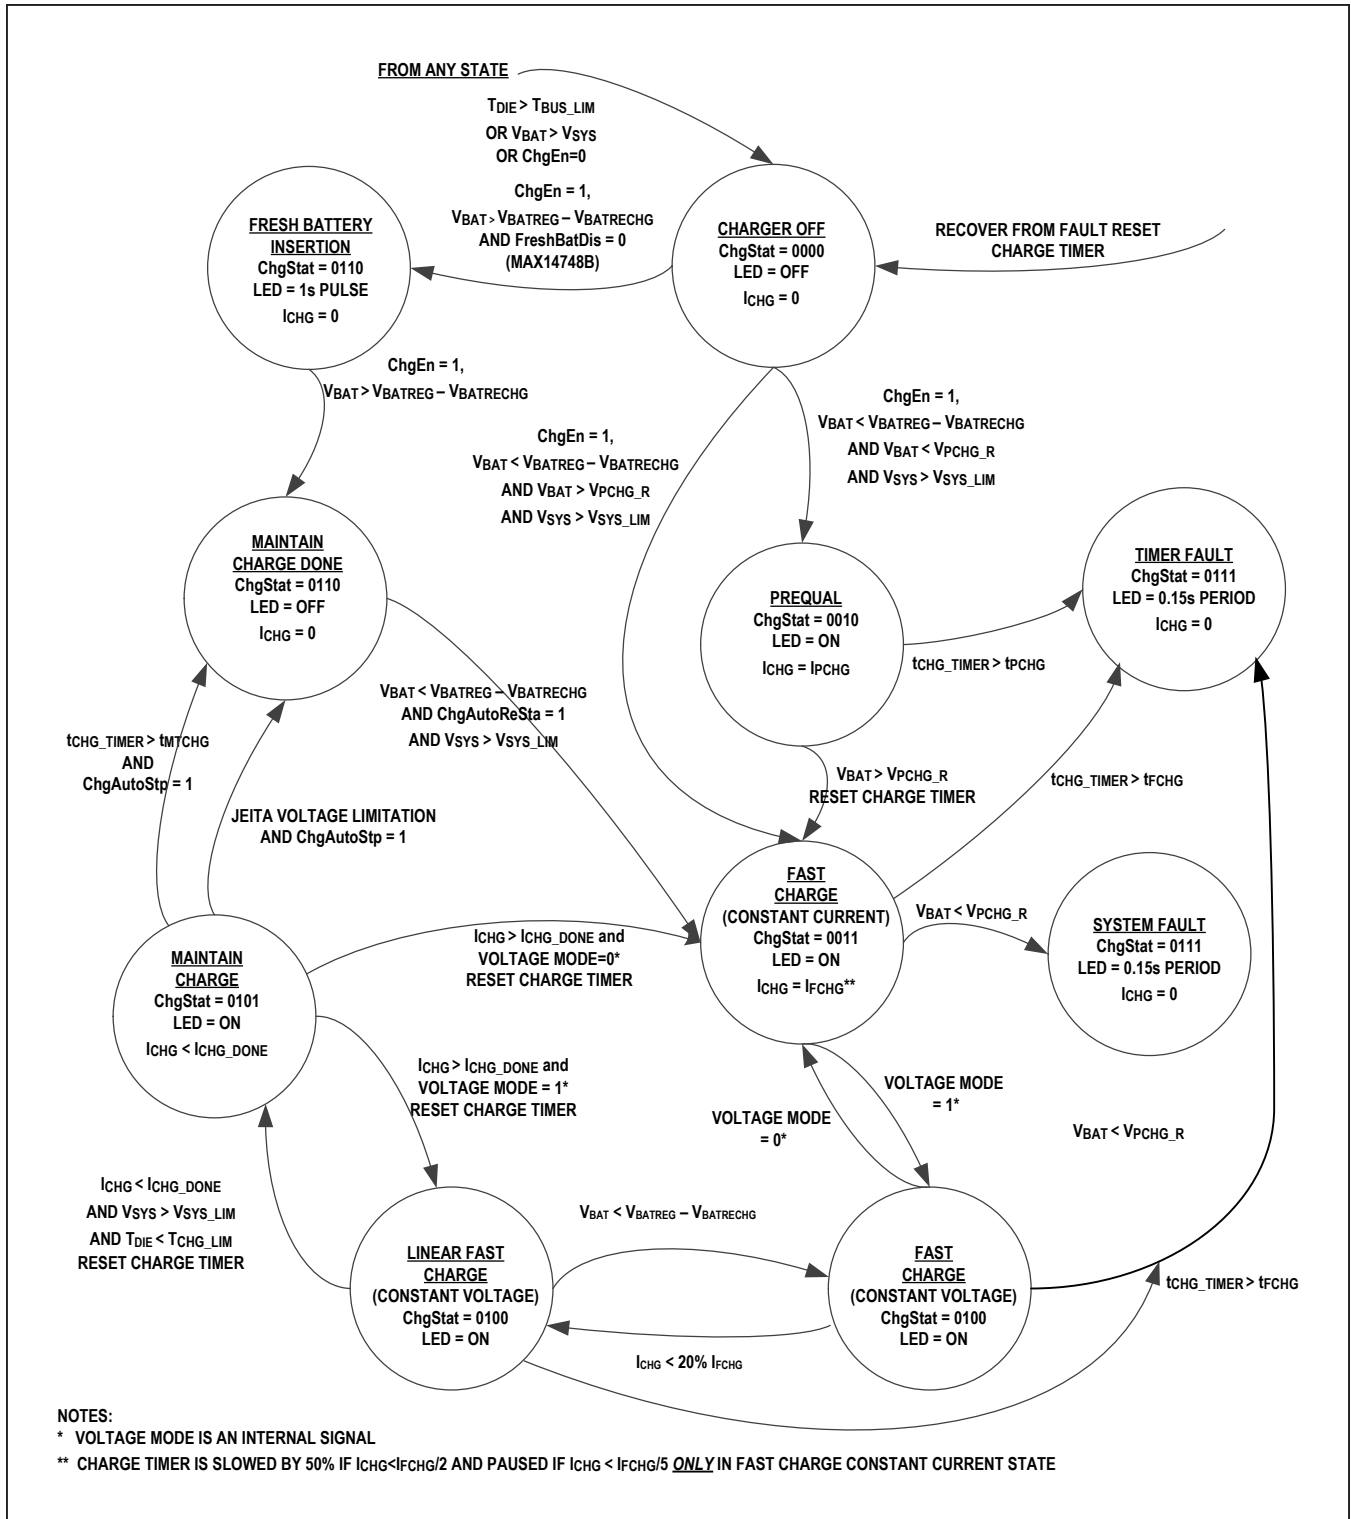 FROM ANY STATE
TDIE > TBUS_LIM
OR VBAT > VSYS
OR ChgEn=0
ChgEn = 1,
VBAT > VBATREG – VBATRECHG
AND FreshBatDis = 0
(MAX14748B)
FRESH BATTERY
INSERTION
ChgStat = 0110
LED = 1s PULSE
ICHG = 0
CHARGER OFF
ChgStat = 0000
LED = OFF
ICHG = 0
RECOVER FROM FAULT RESET
CHARGE TIMER
ChgEn = 1,
VBAT > VBATREG – VBATRECHG
ChgEn = 1,
VBAT < VBATREG – VBATRECHG
AND VBAT > VPCHG_R
AND VSYS > VSYS_LIM
ChgEn = 1,
VBAT < VBATREG – VBATRECHG
AND VBAT < VPCHG_R
AND VSYS > VSYS_LIM
MAINTAIN
CHARGE DONE
ChgStat = 0110
LED = OFF
ICHG = 0
PREQUAL
ChgStat = 0010
LED = ON
ICHG = IPCHG
TIMER FAULT
ChgStat = 0111
LED = 0.15s PERIOD
ICHG = 0
tCHG_TIMER > tPCHG
VBAT < VBATREG – VBATRECHG
AND ChgAutoReSta = 1
AND VSYS > VSYS_LIM
tCHG_TIMER > tMTCHG
AND
ChgAutoStp = 1
JEITA VOLTAGE LIMITATION
AND ChgAutoStp = 1
VBAT > VPCHG_R
RESET CHARGE TIMER
tCHG_TIMER > tFCHG
FAST
CHARGE
(CONSTANT CURRENT)
ChgStat = 0011
LED = ON
ICHG = IFCHG**
VBAT < VPCHG_R
SYSTEM FAULT
ChgStat = 0111
LED = 0.15s PERIOD
ICHG = 0
MAINTAIN
CHARGE
ChgStat = 0101
LED = ON
ICHG < ICHG_DONE
ICHG > ICHG_DONE and
VOLTAGE MODE=0*
RESET CHARGE TIMER
ICHG > ICHG_DONE and
VOLTAGE MODE = 1*
RESET CHARGE TIMER
VOLTAGE MODE
= 0*
VOLTAGE MODE
= 1*
VBAT < VPCHG_R
ICHG < ICHG_DONE
AND VSYS > VSYS_LIM
AND TDIE < TCHG_LIM
RESET CHARGE TIMER
VBAT < VBATREG – VBATRECHG
LINEAR FAST
CHARGE
(CONSTANT VOLTAGE)
ChgStat = 0100
LED = ON
FAST
CHARGE
(CONSTANT VOLTAGE)
ChgStat = 0100
LED = ON
tCHG_TIMER > tFCHG
ICHG < 20% IFCHG
NOTES:
* VOLTAGE MODE IS AN INTERNAL SIGNAL
** CHARGE TIMER IS SLOWED BY 50% IF ICHG<IFCHG/2 AND PAUSED IF ICHG < IFCHG/5 ONLY IN FAST CHARGE CONSTANT CURRENT STATE